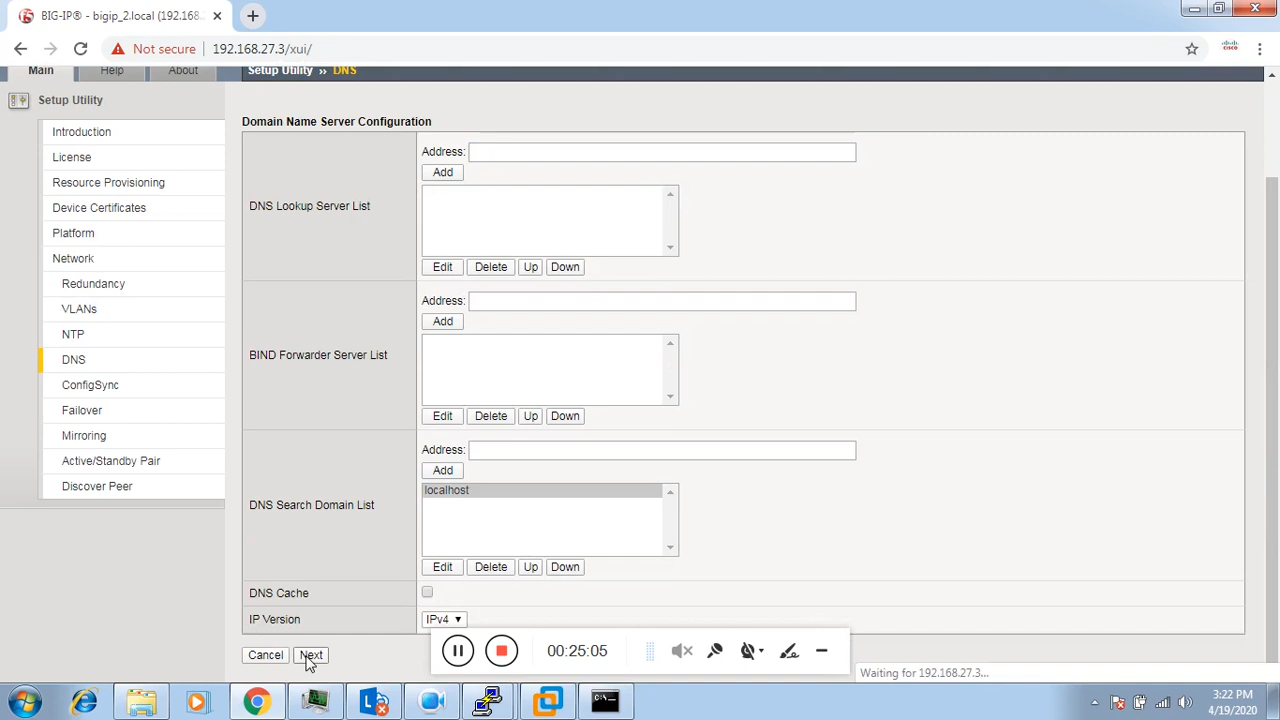 BIG-IP® - bigip_2.local (192.168
Not secure 192.168.27.3/xui/
Main Help About
Setup Utility
Introduction
License
Resource Provisioning
Device Certificates
Platform
Network
Redundancy
VLANs
NTP
DNS
ConfigSync
Failover
Mirroring
Active/Standby Pair
Discover Peer
Setup Utility » DNS
Domain Name Server Configuration
DNS Lookup Server List
Address:
Add
Edit Delete Up Down
BIND Forwarder Server List
Address:
Add
Edit Delete Up Down
DNS Search Domain List
Address:
Add
localhost
Edit Delete Up Down
DNS Cache
IP Version IPv4
Cancel Next
00:25:05
Waiting for 192.168.27.3...
3:22 PM
4/19/2020